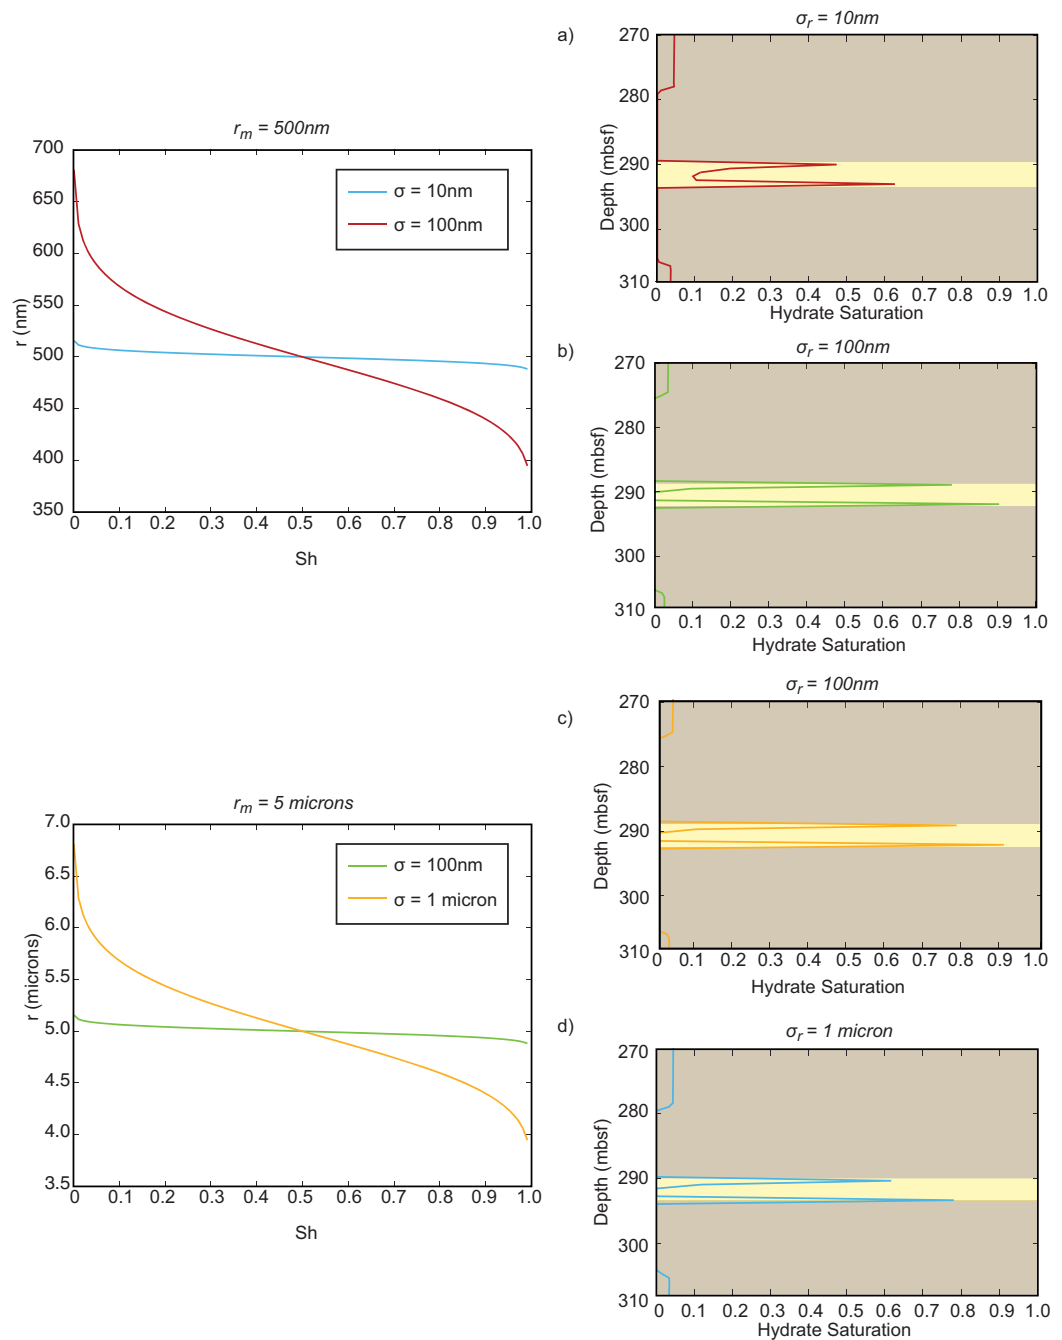 r_m = 500nm
700
650
600
550
500
450
400
350
r (nm)
σ = 10nm
σ = 100nm
0 0.1 0.2 0.3 0.4 0.5 0.6 0.7 0.8 0.9 1.0
Sh
r_m = 5 microns
7.0
6.5
6.0
5.5
5.0
4.5
4.0
3.5
r (microns)
σ = 100nm
σ = 1 micron
0 0.1 0.2 0.3 0.4 0.5 0.6 0.7 0.8 0.9 1.0
Sh
a)
σ_r = 10nm
270
280
290
300
310
Depth (mbsf)
0 0.1 0.2 0.3 0.4 0.5 0.6 0.7 0.8 0.9 1.0
Hydrate Saturation
b)
σ_r = 100nm
270
280
290
300
310
Depth (mbsf)
0 0.1 0.2 0.3 0.4 0.5 0.6 0.7 0.8 0.9 1.0
Hydrate Saturation
c)
σ_r = 100nm
270
280
290
300
310
Depth (mbsf)
0 0.1 0.2 0.3 0.4 0.5 0.6 0.7 0.8 0.9 1.0
Hydrate Saturation
d)
σ_r = 1 micron
270
280
290
300
310
Depth (mbsf)
0 0.1 0.2 0.3 0.4 0.5 0.6 0.7 0.8 0.9 1.0
Hydrate Saturation